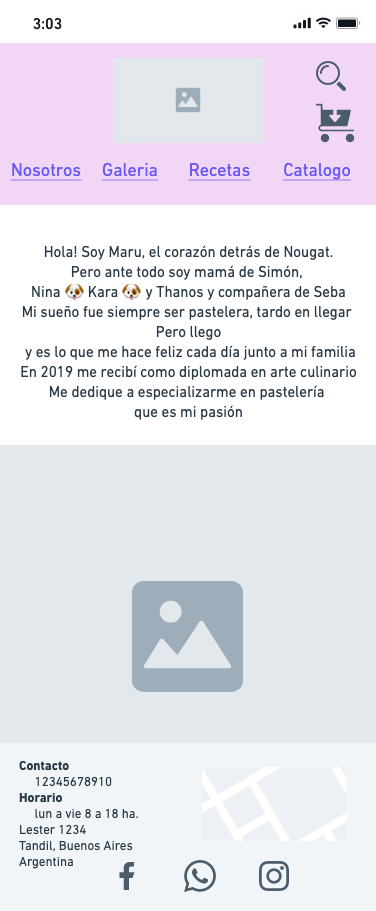 3:03
Nosotros Galeria Recetas Catalogo
Hola! Soy Maru, el corazón detrás de Nougat.
Pero ante todo soy mamá de Simón,
Nina 🐶 Kara 🐶 y Thanos y compañera de Seba
Mi sueño fue siempre ser pastelera, tardo en llegar
Pero llego
y es lo que me hace feliz cada día junto a mi familia
En 2019 me recibí como diplomada en arte culinario
Me dedique a especializarme en pastelería
que es mi pasión
Contacto
12345678910
Horario
lun a vie 8 a 18 ha.
Lester 1234
Tandil, Buenos Aires
Argentina